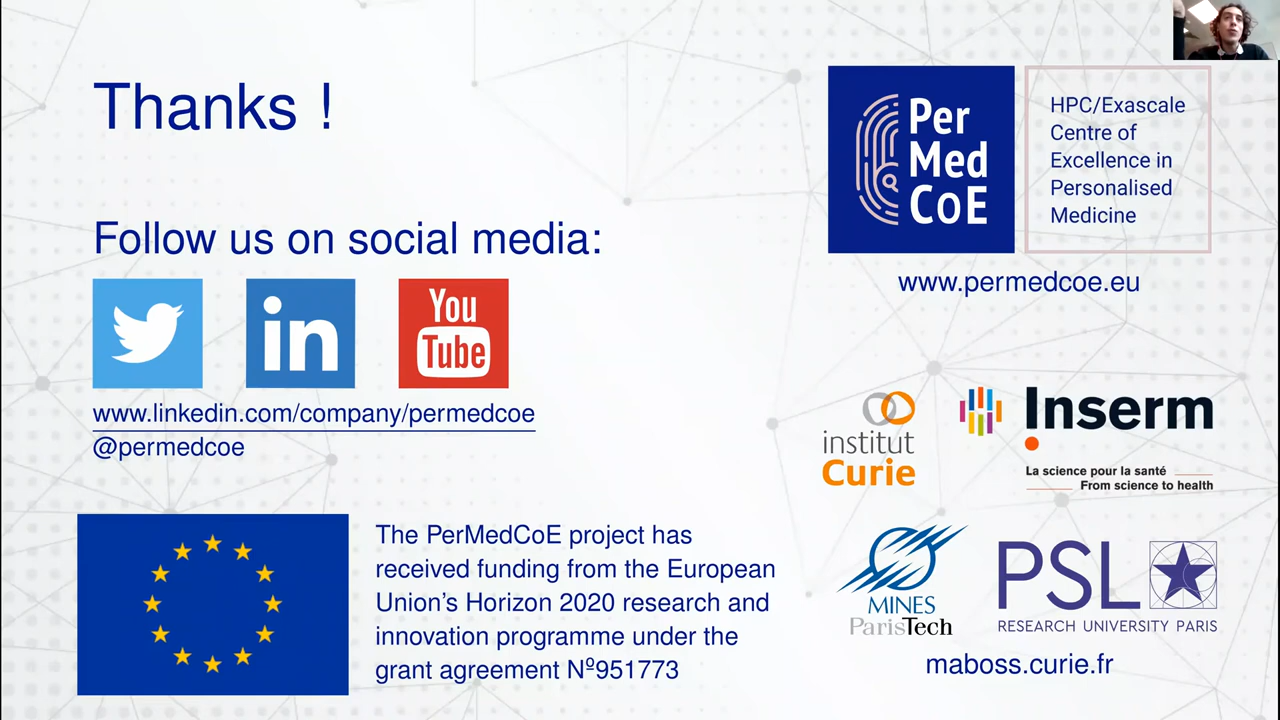 Thanks !
Follow us on social media:
in
You
Tube
www.linkedin.com/company/permedcoe
@permedcoe
The PerMedCoE project has
received funding from the European
Union's Horizon 2020 research and
innovation programme under the
grant agreement Nº951773
Per
Med
CoE
HPC/Exascale
Centre of
Excellence in
Personalised
Medicine
www.permedcoe.eu
institut
Curie
Inserm
La science pour la santé
From science to health
MINES
ParisTech
PSL
RESEARCH UNIVERSITY PARIS
maboss.curie.fr